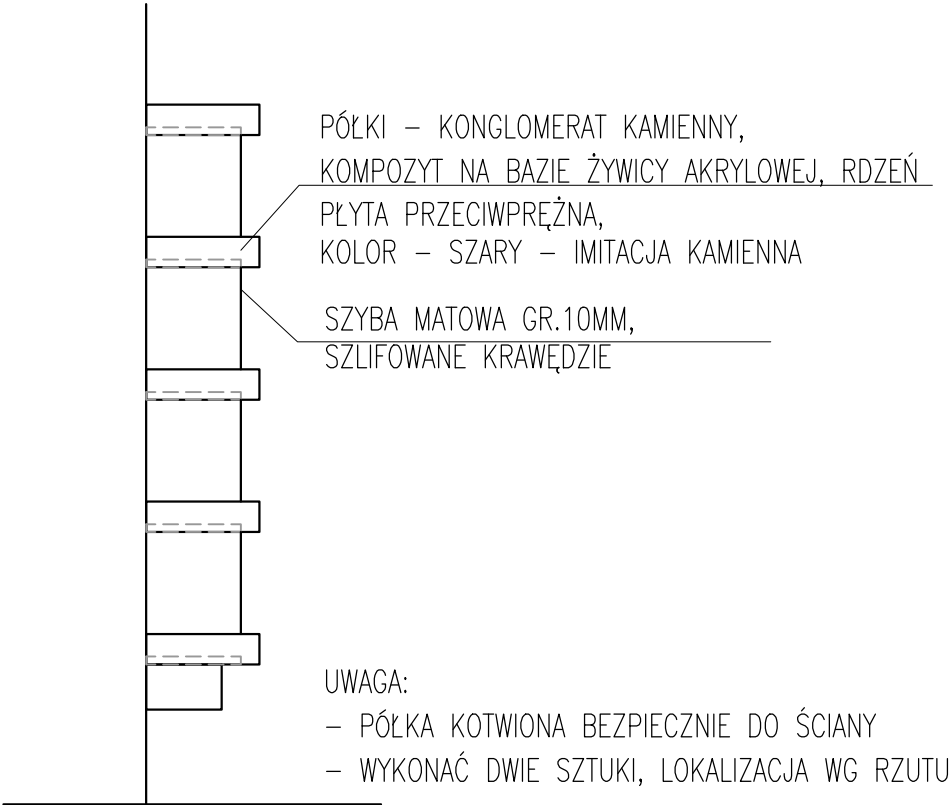 PÓŁKI – KONGLOMERAT KAMIENNY,
KOMPOZYT NA BAZIE ŻYWICY AKRYLOWEJ, RDZEŃ
PŁYTA PRZECIWPRĘŻNA,
KOLOR – SZARY – IMITACJA KAMIENNA
SZYBA MATOWA GR.10MM,
SZLIFOWANE KRAWĘDZIE
UWAGA:
– PÓŁKA KOTWIONA BEZPIECZNIE DO ŚCIANY
– WYKONAĆ DWIE SZTUKI, LOKALIZACJA WG RZUTU